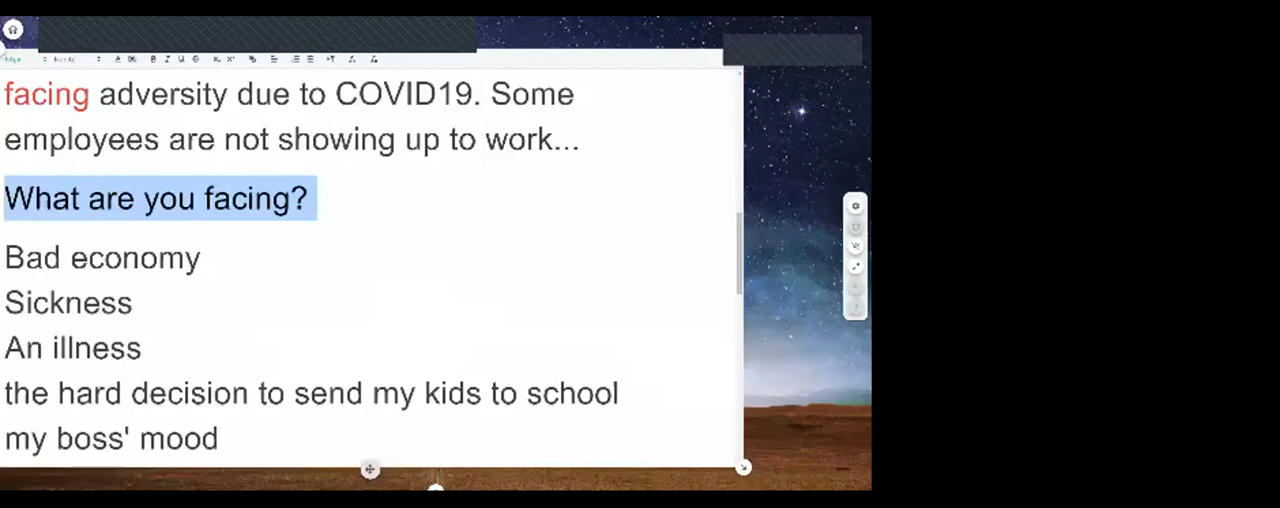 facing adversity due to COVID19. Some
employees are not showing up to work...
What are you facing?
Bad economy
Sickness
An illness
the hard decision to send my kids to school
my boss' mood